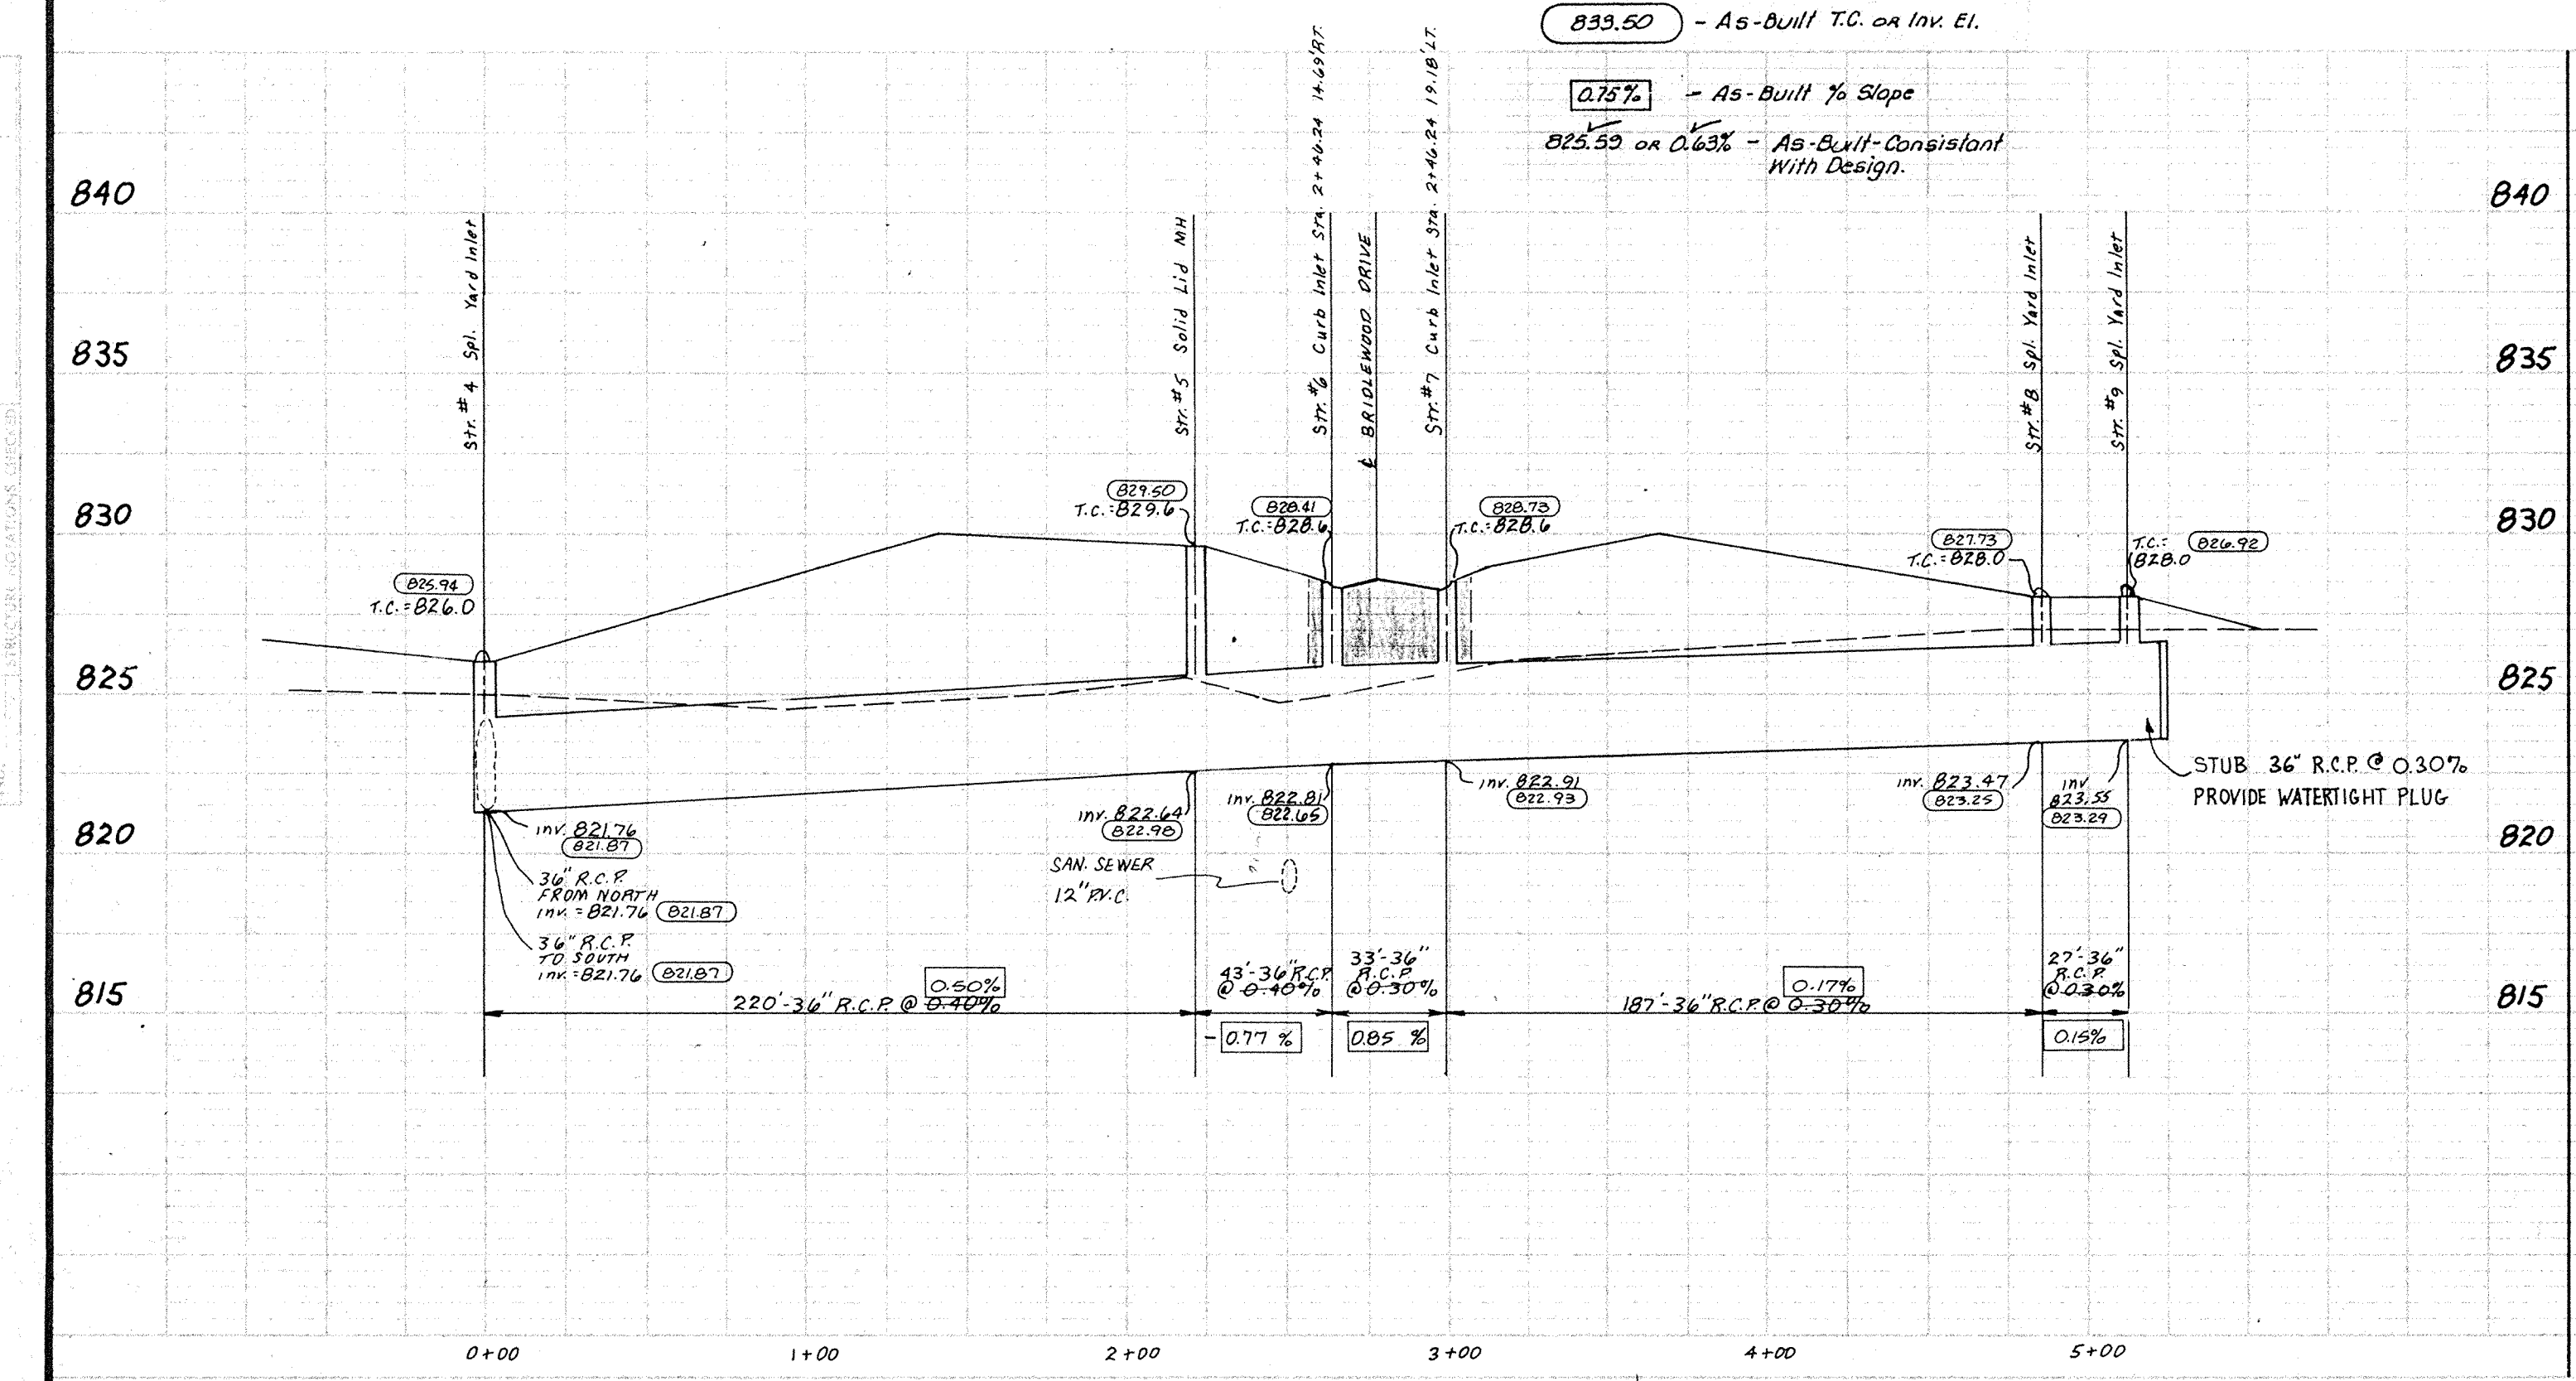 833.50 - As-Built T.C. OR Inv. El.
0.75% - As-Built % Slope
825.59 OR 0.63% - As-Built-Consistant
With Design.
840
840
835
835
830
830
825
825
820
820
815
815
Str. #4 Spl. Yard Inlet
Str. #5 Solid Lid MH
Str. #6 Curb Inlet Sta. 2+46.24 14.69' RT.
℄ BRIDLEWOOD DRIVE
Str. #7 Curb Inlet Sta. 2+46.24 19.18' LT.
Str. #8 Spl. Yard Inlet
Str. #9 Spl. Yard Inlet
825.94
T.C.=826.0
829.50
T.C.=829.6
828.41
T.C.=828.6
828.73
T.C.=828.6
827.73
T.C.=828.0
T.C.= 826.92
828.0
inv. 821.76
821.87
36" R.C.P.
FROM NORTH
inv.=821.76 821.87
36" R.C.P.
TO SOUTH
inv.=821.76 821.87
inv. 822.64
822.98
inv. 822.81
822.65
inv. 822.91
822.93
inv. 823.47
823.25
inv
823.55
823.29
STUB 36" R.C.P. @ 0.30%
PROVIDE WATERTIGHT PLUG
SAN. SEWER
12" P.V.C.
0.50%
220'-36" R.C.P. @ 0.40%
43'-36" R.C.P.
@ 0.40%
- 0.77 %
33'-36"
R.C.P.
@ 0.30%
0.85 %
0.17%
187'-36" R.C.P. @ 0.30%
27'-36"
R.C.P.
@ 0.30%
0.15%
0+00
1+00
2+00
3+00
4+00
5+00